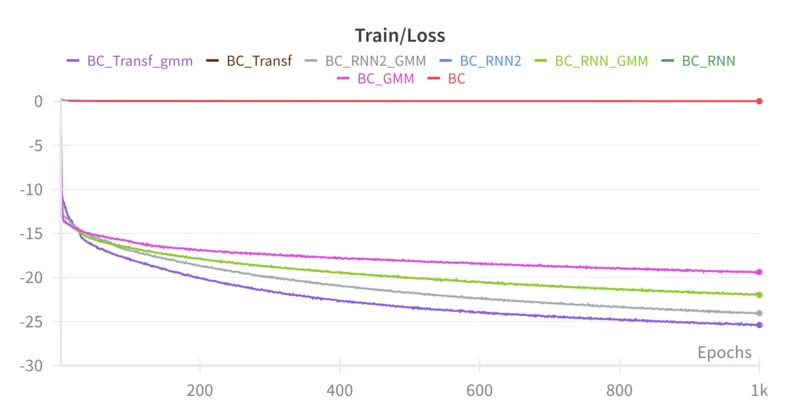 Train/Loss
BC_Transf_gmm BC_Transf BC_RNN2_GMM BC_RNN2 BC_RNN_GMM BC_RNN
BC_GMM BC
0
-5
-10
-15
-20
-25
-30
Epochs
200 400 600 800 1k